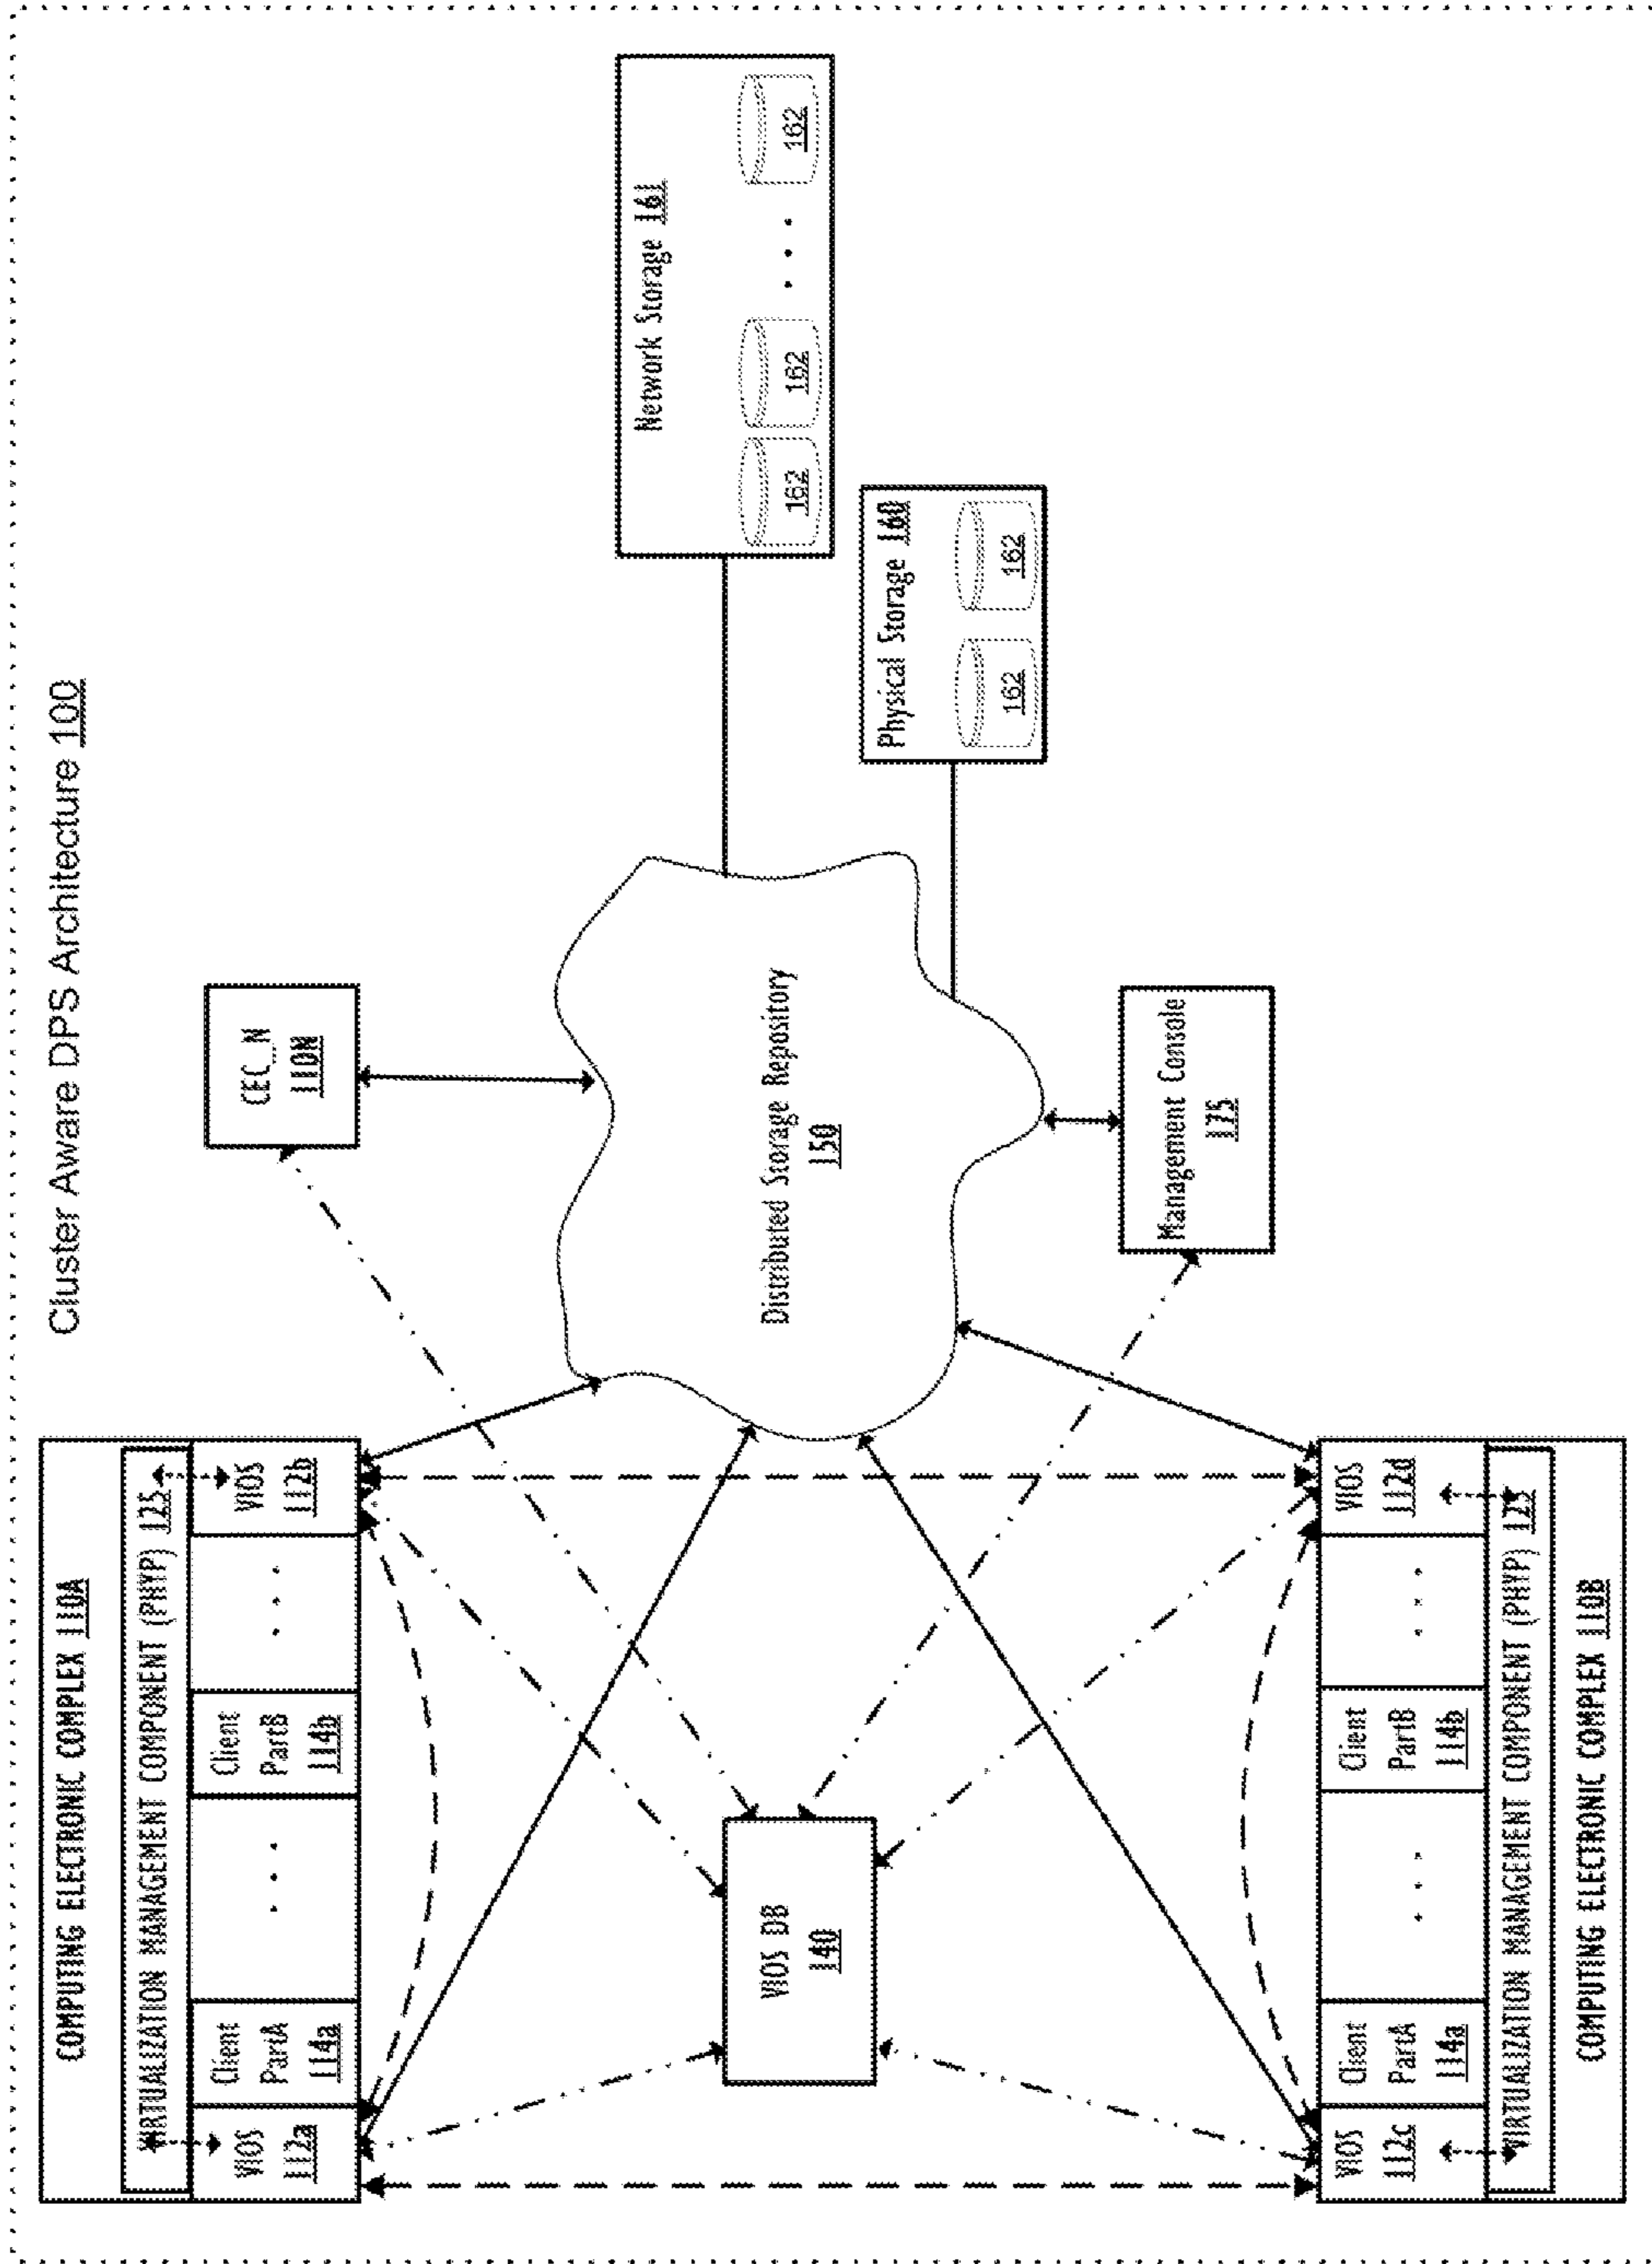 Cluster Aware DPS Architecture 100
COMPUTING ELECTRONIC COMPLEX 110A
VIRTUALIZATION MANAGEMENT COMPONENT (PHYP) 125
VIOS
112a
Client
PartA
114a
. . .
Client
PartB
114b
. . .
VIOS
112b
CEC_N
110N
Network Storage 161
162
162
. . .
162
VIOS DB
140
Distributed Storage Repository
150
Physical Storage 160
162
162
Management Console
175
VIOS
112c
Client
PartA
114a
. . .
Client
PartB
114b
. . .
VIOS
112d
VIRTUALIZATION MANAGEMENT COMPONENT (PHYP) 125
COMPUTING ELECTRONIC COMPLEX 110B